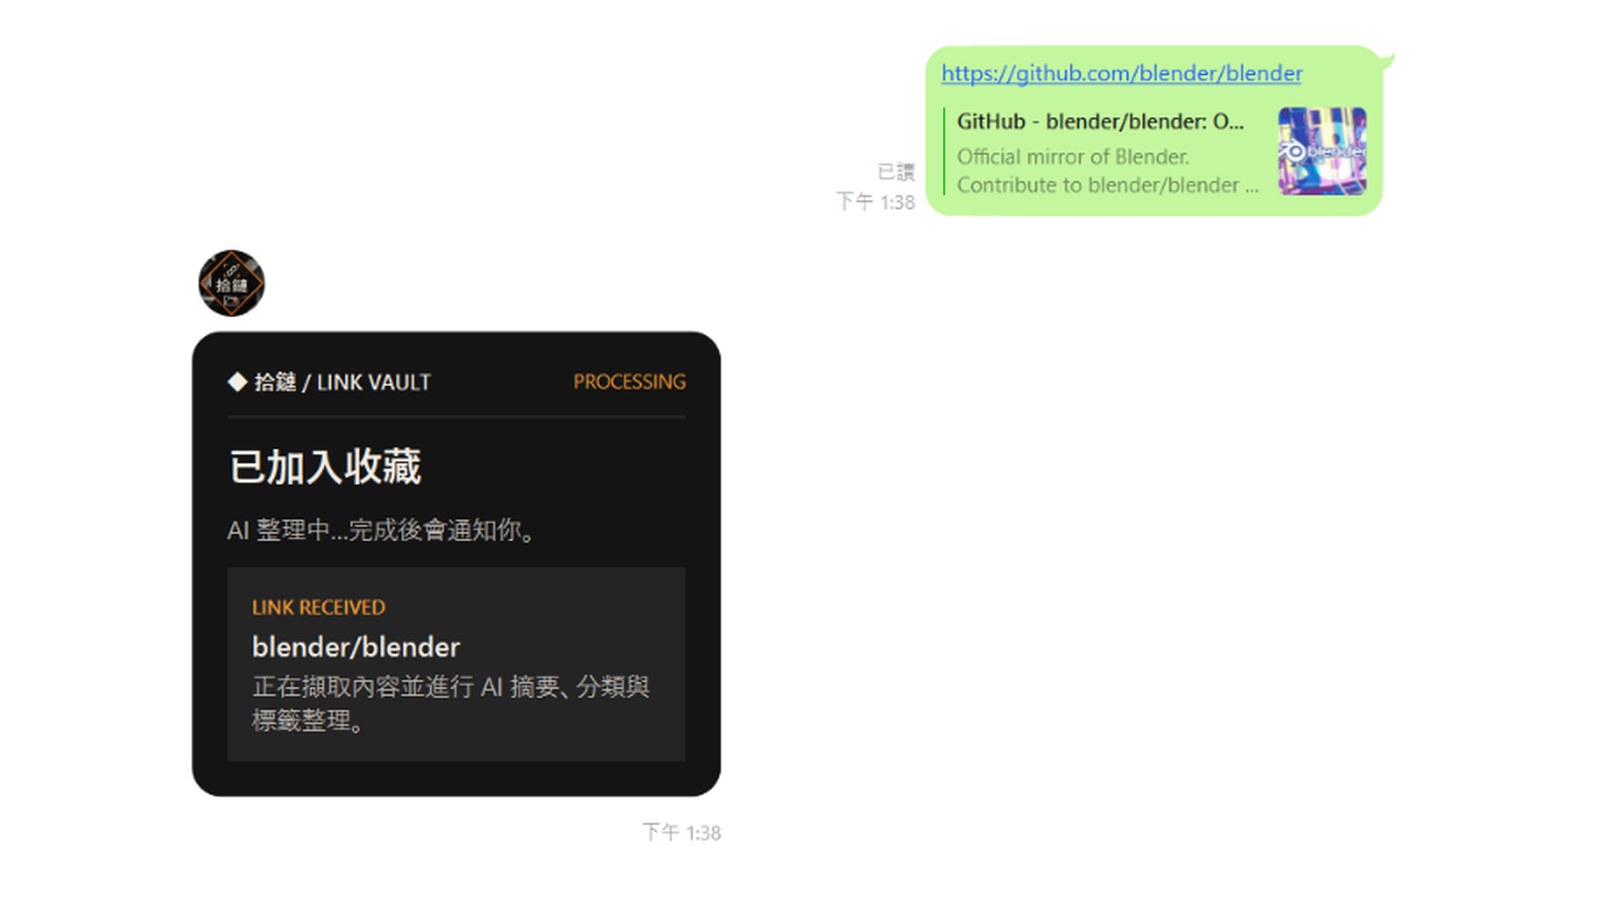 https://github.com/blender/blender
GitHub - blender/blender: O...
Official mirror of Blender.
Contribute to blender/blender ...
blender
已讀
下午 1:38
拾鏈
◆ 拾鏈 / LINK VAULT
PROCESSING
已加入收藏
AI 整理中...完成後會通知你。
LINK RECEIVED
blender/blender
正在擷取內容並進行 AI 摘要、分類與
標籤整理。
下午 1:38